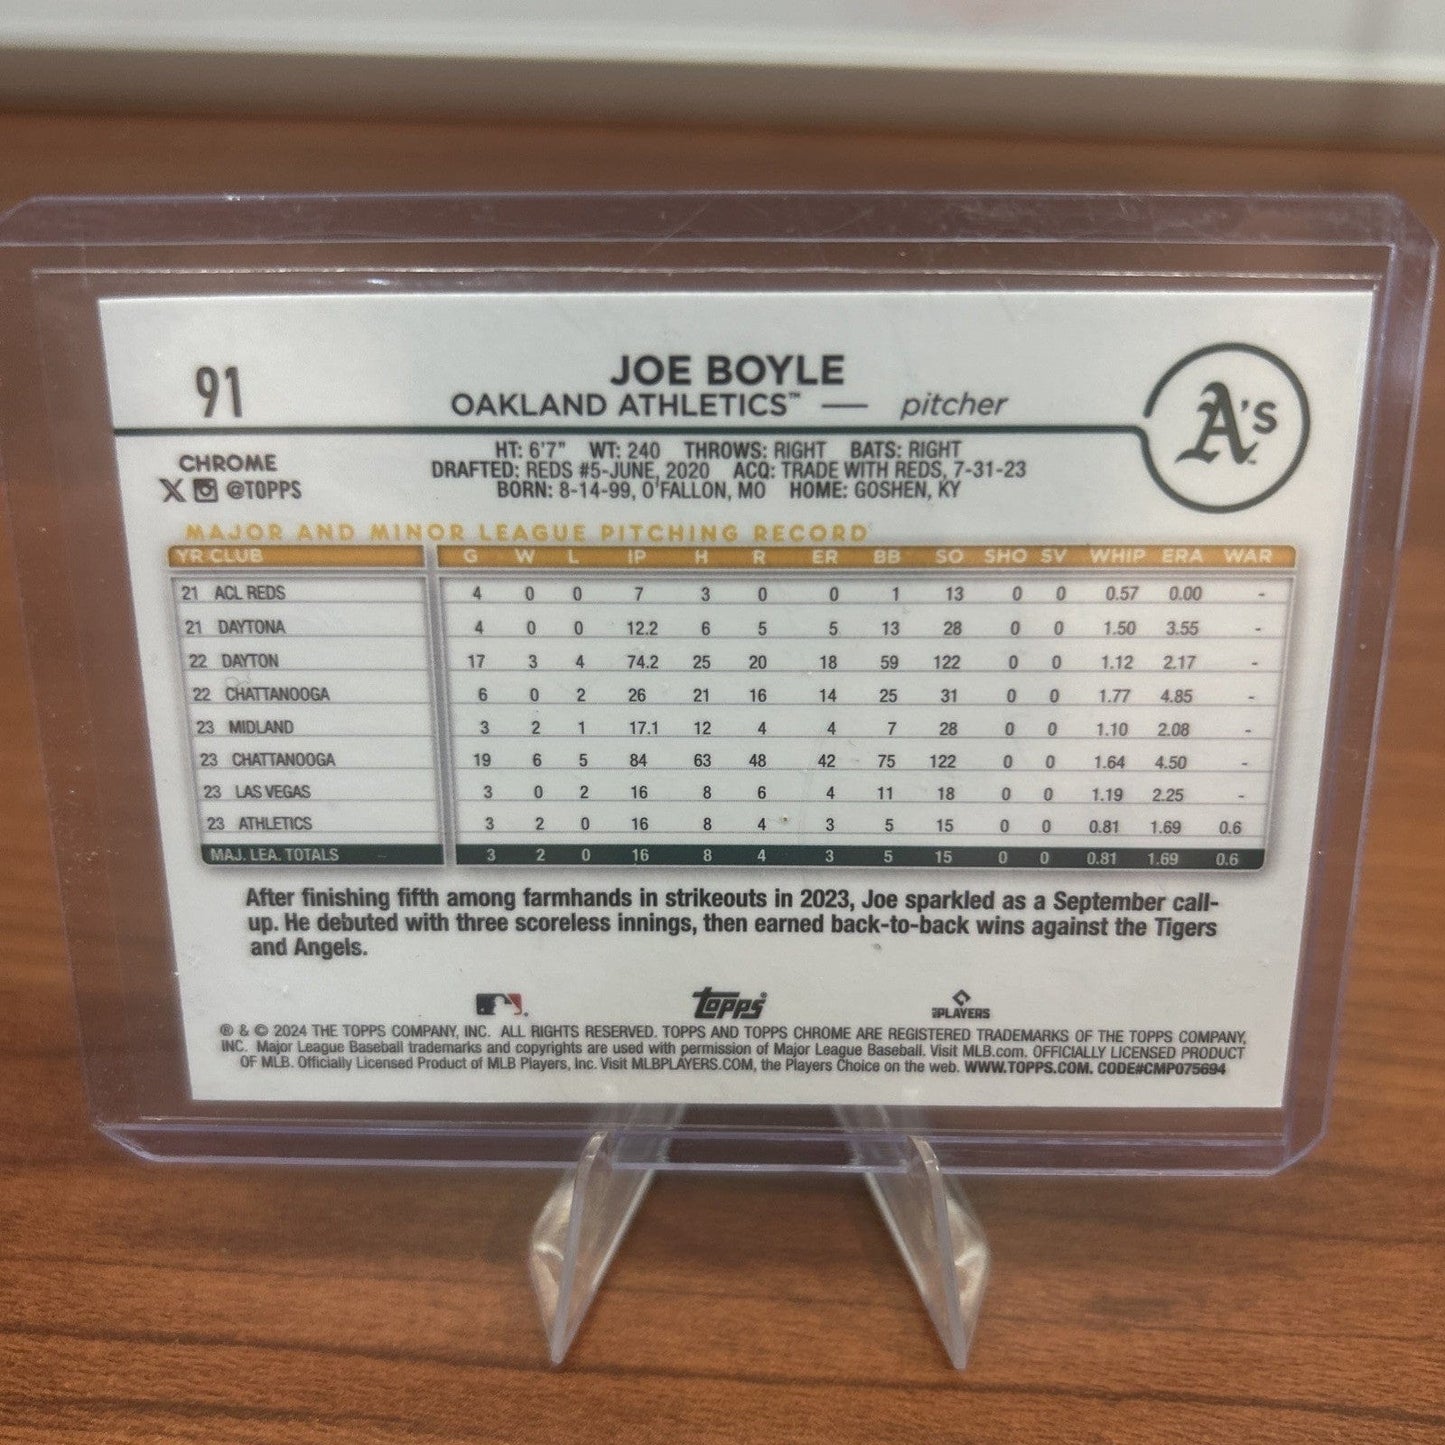 91
JOE BOYLE
OAKLAND ATHLETICS™ — pitcher
A's
CHROME
X @TOPPS
HT: 6'7" WT: 240 THROWS: RIGHT BATS: RIGHT
DRAFTED: REDS #5-JUNE, 2020 ACQ: TRADE WITH REDS, 7-31-23
BORN: 8-14-99, O'FALLON, MO HOME: GOSHEN, KY
MAJOR AND MINOR LEAGUE PITCHING RECORD
YR CLUB G W L IP H R ER BB SO SHO SV WHIP ERA WAR
21 ACL REDS 4 0 0 7 3 0 0 1 13 0 0 0.57 0.00 -
21 DAYTONA 4 0 0 12.2 6 5 5 13 28 0 0 1.50 3.55 -
22 DAYTON 17 3 4 74.2 25 20 18 59 122 0 0 1.12 2.17 -
22 CHATTANOOGA 6 0 2 26 21 16 14 25 31 0 0 1.77 4.85 -
23 MIDLAND 3 2 1 17.1 12 4 4 7 28 0 0 1.10 2.08 -
23 CHATTANOOGA 19 6 5 84 63 48 42 75 122 0 0 1.64 4.50 -
23 LAS VEGAS 3 0 2 16 8 6 4 11 18 0 0 1.19 2.25 -
23 ATHLETICS 3 2 0 16 8 4 3 5 15 0 0 0.81 1.69 0.6
MAJ. LEA. TOTALS 3 2 0 16 8 4 3 5 15 0 0 0.81 1.69 0.6
After finishing fifth among farmhands in strikeouts in 2023, Joe sparkled as a September call-
up. He debuted with three scoreless innings, then earned back-to-back wins against the Tigers
and Angels.
topps®
PLAYERS
® & © 2024 THE TOPPS COMPANY, INC. ALL RIGHTS RESERVED. TOPPS AND TOPPS CHROME ARE REGISTERED TRADEMARKS OF THE TOPPS COMPANY,
INC. Major League Baseball trademarks and copyrights are used with permission of Major League Baseball. Visit MLB.com. OFFICIALLY LICENSED PRODUCT
OF MLB. Officially Licensed Product of MLB Players, Inc. Visit MLBPLAYERS.COM, the Players Choice on the web. WWW.TOPPS.COM. CODE#CMP075694